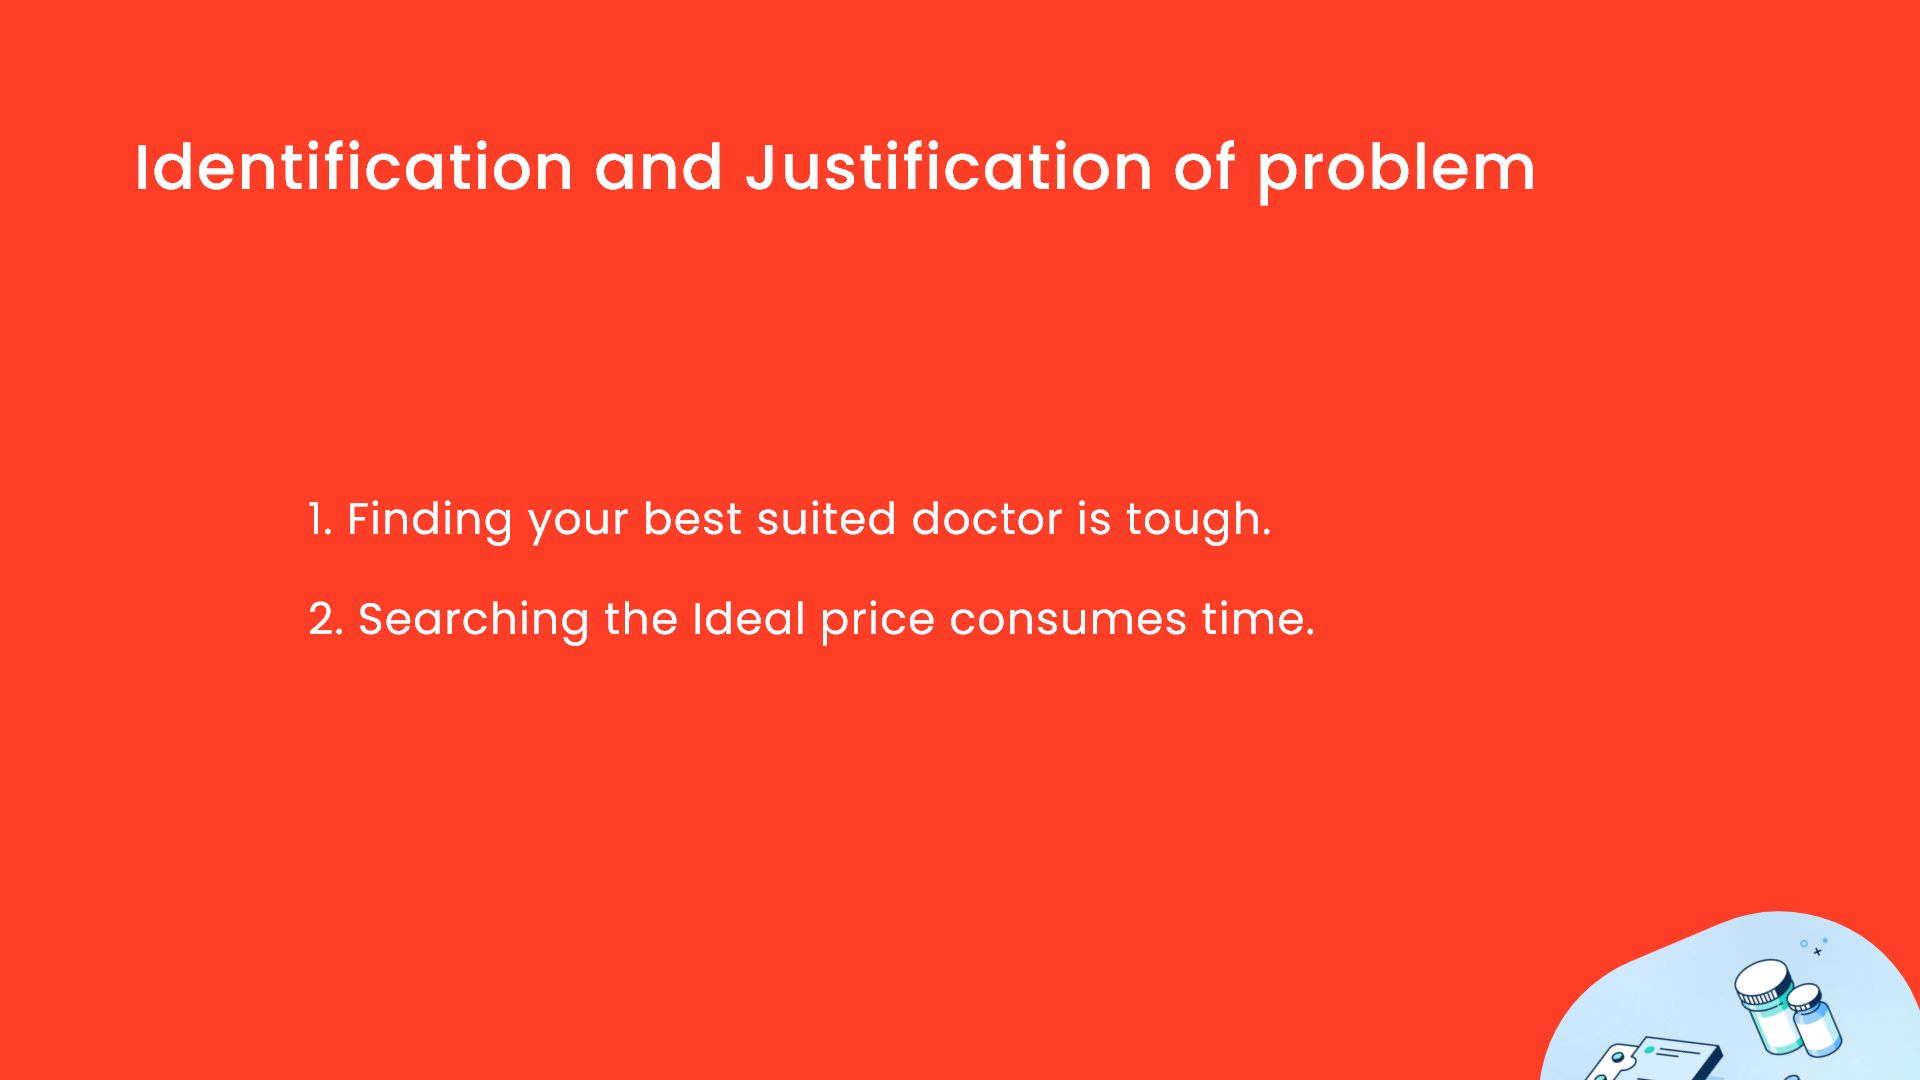 Identification and Justification of problem
1. Finding your best suited doctor is tough.
2. Searching the Ideal price consumes time.